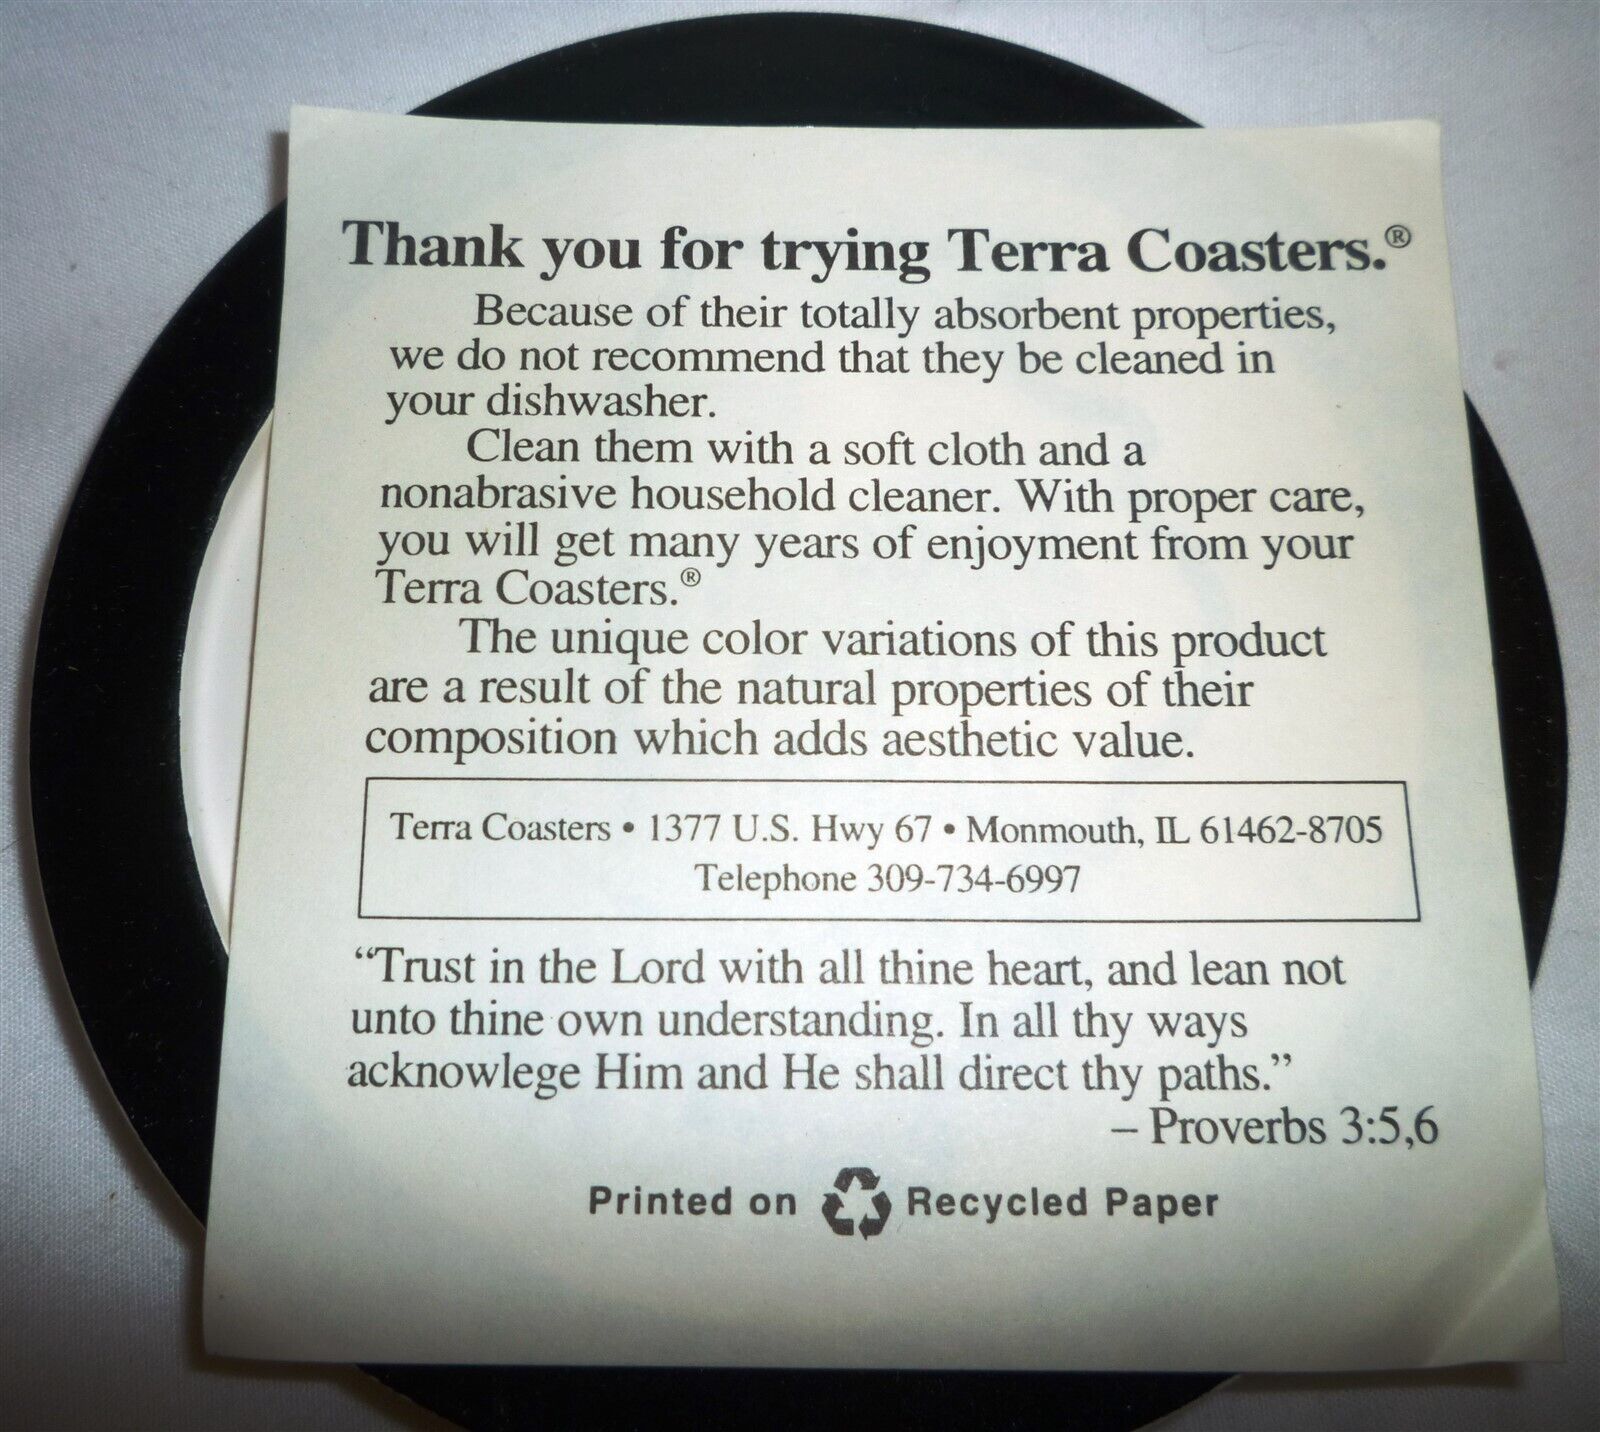 Thank you for trying Terra Coasters.®
Because of their totally absorbent properties,
we do not recommend that they be cleaned in
your dishwasher.
Clean them with a soft cloth and a
nonabrasive household cleaner. With proper care,
you will get many years of enjoyment from your
Terra Coasters.®
The unique color variations of this product
are a result of the natural properties of their
composition which adds aesthetic value.
Terra Coasters • 1377 U.S. Hwy 67 • Monmouth, IL 61462-8705
Telephone 309-734-6997
“Trust in the Lord with all thine heart, and lean not
unto thine own understanding. In all thy ways
acknowlege Him and He shall direct thy paths.”
– Proverbs 3:5,6
Printed on Recycled Paper